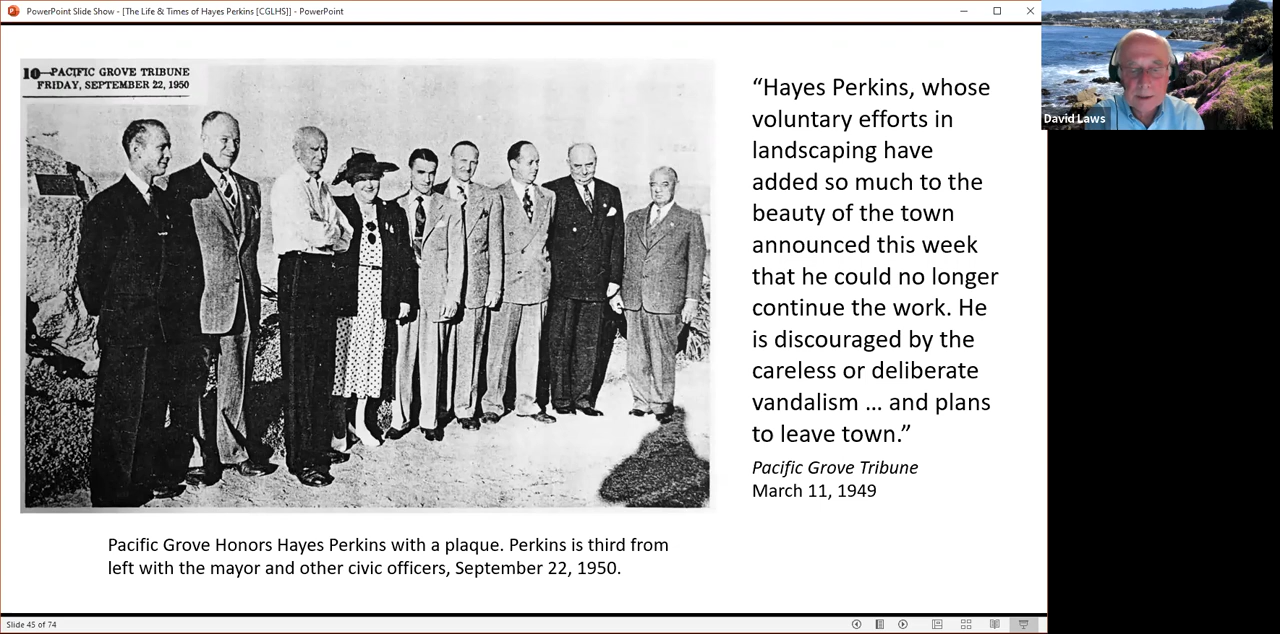 PowerPoint Slide Show - [The Life & Times of Hayes Perkins [CGLHS]] - PowerPoint
10—PACIFIC GROVE TRIBUNE
FRIDAY, SEPTEMBER 22, 1950
“Hayes Perkins, whose
voluntary efforts in
landscaping have
added so much to the
beauty of the town
announced this week
that he could no longer
continue the work. He
is discouraged by the
careless or deliberate
vandalism … and plans
to leave town.”
Pacific Grove Tribune
March 11, 1949
Pacific Grove Honors Hayes Perkins with a plaque. Perkins is third from
left with the mayor and other civic officers, September 22, 1950.
David Laws
Slide 45 of 74